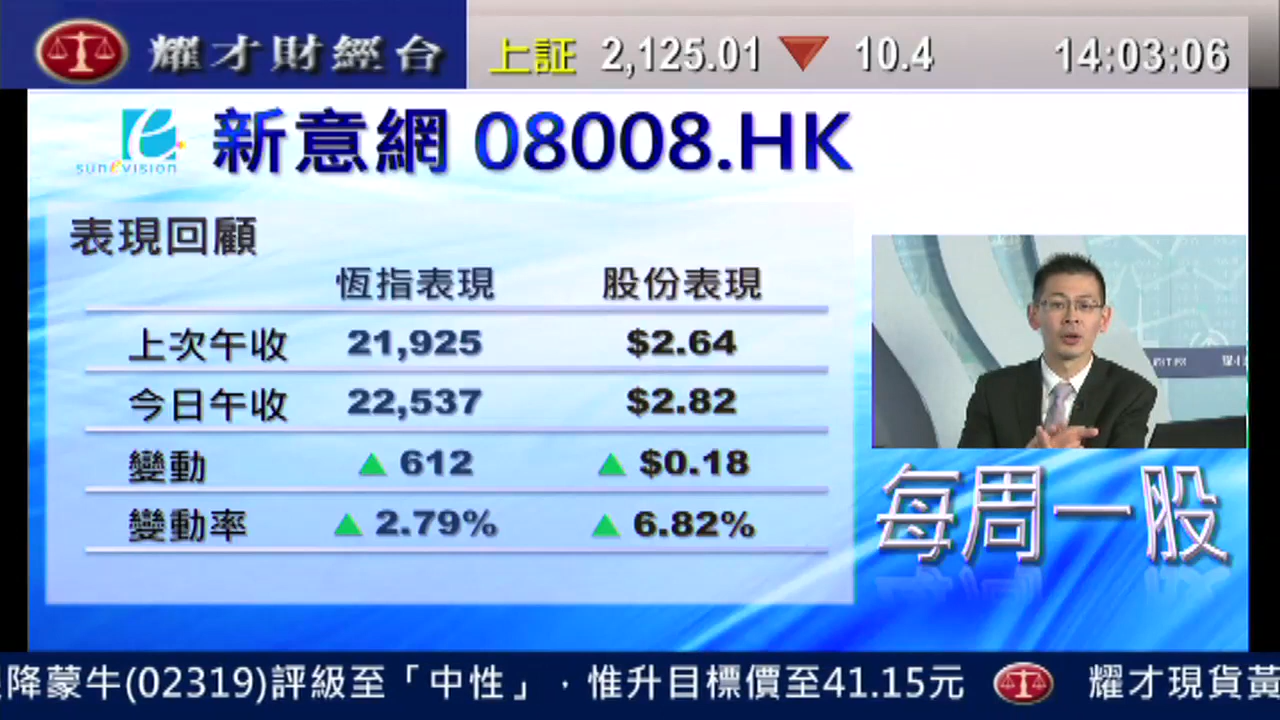 耀才財經台
上証 2,125.01 ▼ 10.4 14:03:06
sunevision
新意網 08008.HK
表現回顧
恆指表現 股份表現
上次午收 21,925 $2.64
今日午收 22,537 $2.82
變動 ▲ 612 ▲ $0.18
變動率 ▲ 2.79% ▲ 6.82%
每周一股
降蒙牛(02319)評級至「中性」，惟升目標價至41.15元 耀才現貨黃